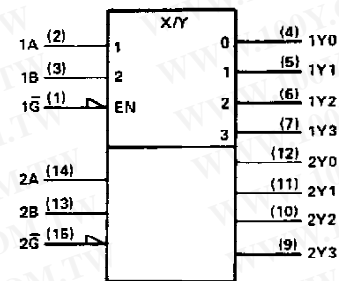 X/Y
1A (2) 1 0 (4) 1Y0
1B (3) 2 1 (5) 1Y1
1G̅ (1) EN 2 (6) 1Y2
3 (7) 1Y3
2A (14) (12) 2Y0
2B (13) (11) 2Y1
2G̅ (15) (10) 2Y2
(9) 2Y3